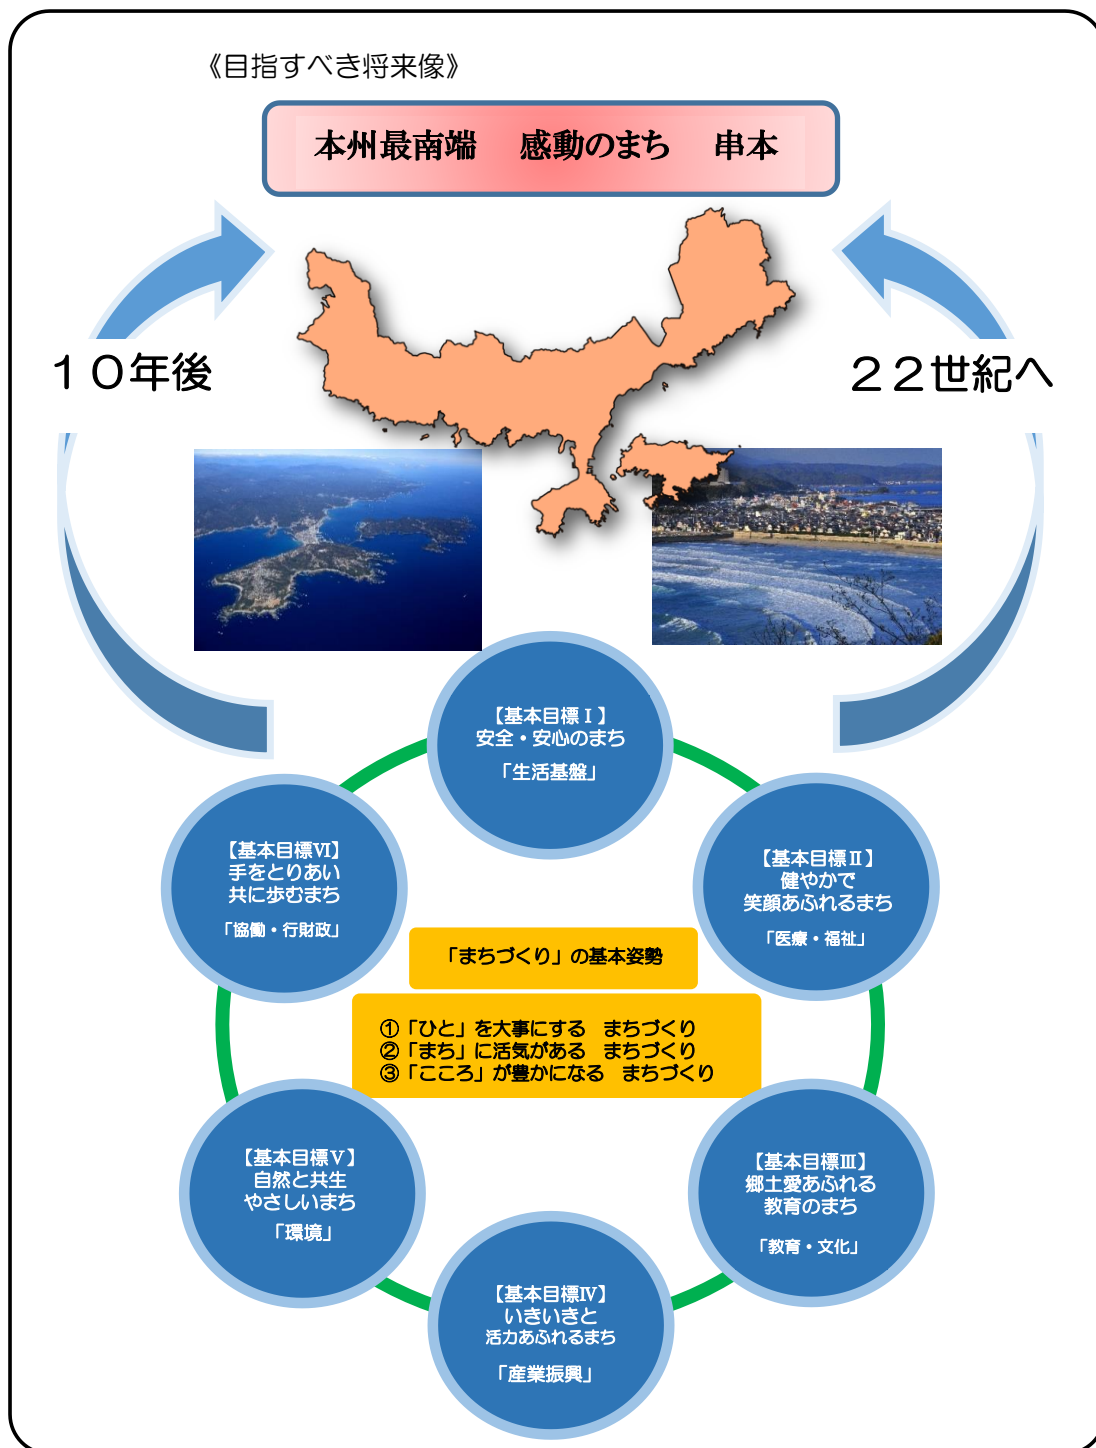 《目指すべき将来像》
本州最南端　感動のまち　串本
１０年後
２２世紀へ
【基本目標Ⅰ】
安全・安心のまち
「生活基盤」
【基本目標Ⅱ】
健やかで
笑顔あふれるまち
「医療・福祉」
【基本目標Ⅲ】
郷土愛あふれる
教育のまち
「教育・文化」
【基本目標Ⅳ】
いきいきと
活力あふれるまち
「産業振興」
【基本目標Ⅴ】
自然と共生
やさしいまち
「環境」
【基本目標Ⅵ】
手をとりあい
共に歩むまち
「協働・行財政」
「まちづくり」の基本姿勢
①「ひと」を大事にする　まちづくり
②「まち」に活気がある　まちづくり
③「こころ」が豊かになる　まちづくり